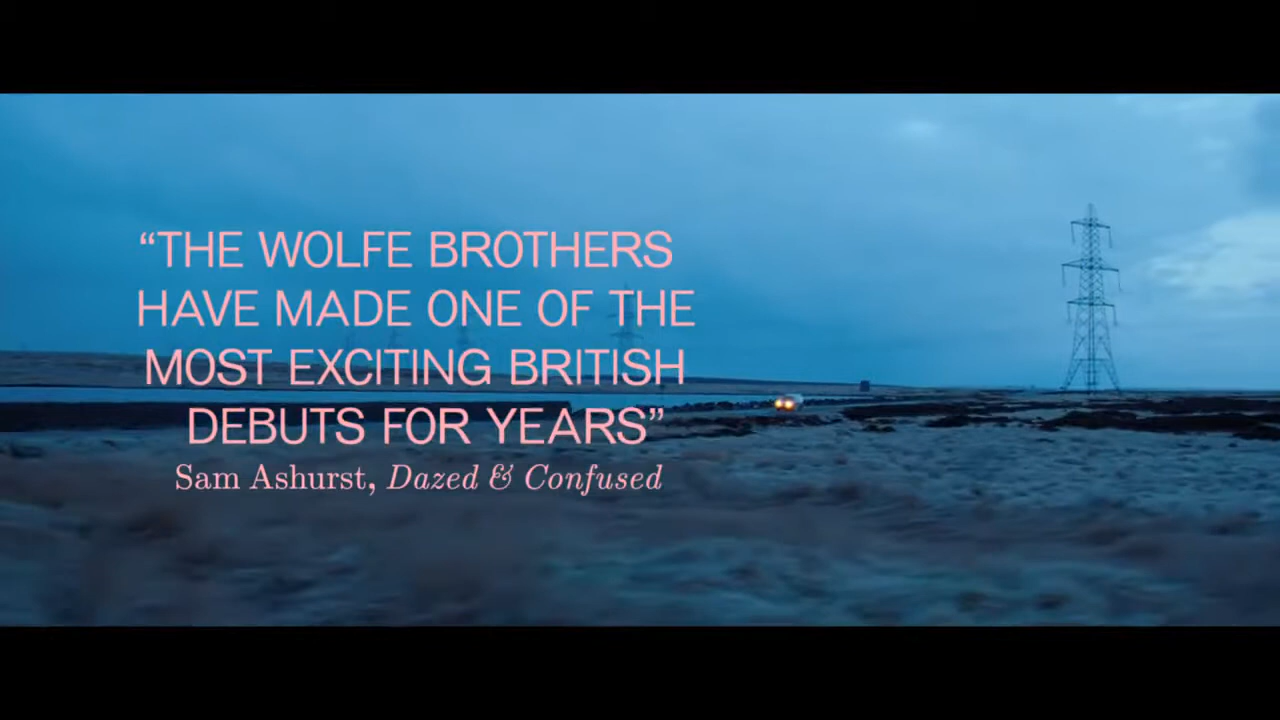 “THE WOLFE BROTHERS
HAVE MADE ONE OF THE
MOST EXCITING BRITISH
DEBUTS FOR YEARS”
Sam Ashurst, Dazed & Confused